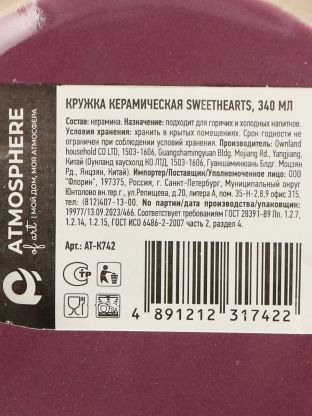 ATMOSPHERE
of art | МОЙ ДОМ, МОЯ АТМОСФЕРА
КРУЖКА КЕРАМИЧЕСКАЯ SWEETHEARTS, 340 МЛ
Состав: керамика. Назначение: подходит для горячих и холодных напитков.
Условия хранения: хранить в крытых помещениях. Срок годности не
ограничен при соблюдении условий хранения. Производитель: Ownland
household CO LTD, 1503-1606, Guangshamingyuan Bldg, Mojiang Rd., Yangjiang,
Китай (Оунланд хаусхолд КО ЛТД, 1503-1606, Гуаншаминюань Блдг, Моцзян
Рд., Янцзян, Китай). Импортер/Поставщик/Уполномоченное лицо: ООО
"Флорин", 197375, Россия, г. Санкт-Петербург, Муниципальный округ
Юнтолово вн.тер.г., ул.Репищева, д. 20, литер А, пом. 35-Н-2,8,9, офис 315,
тел: (812)407-13-00. No партии/дата производства/упаковщик:
19977/13.09.2023/466. Соответствует требованиям ГОСТ 28391-89 Пп. 1.2.7,
1.2.14, 1.2.15, ГОСТ ИСО 6486-2-2007 часть 2, раздел 4.
Арт.: AT-K742
4 891212 317422